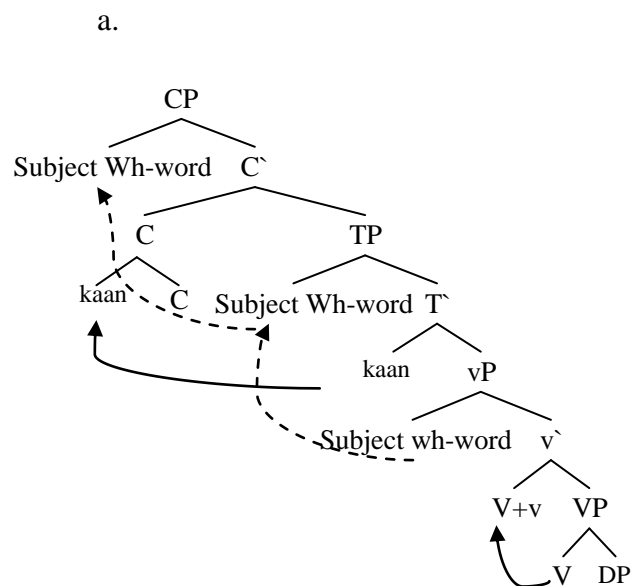 a.
CP
Subject Wh-word C`
C TP
kaan C Subject Wh-word T`
kaan vP
Subject wh-word v`
V+v VP
V DP